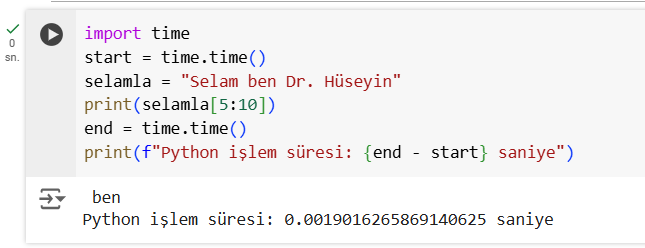 0
sn.
import time
start = time.time()
selamla = "Selam ben Dr. Hüseyin"
print(selamla[5:10])
end = time.time()
print(f"Python işlem süresi: {end - start} saniye")
 ben
Python işlem süresi: 0.0019016265869140625 saniye